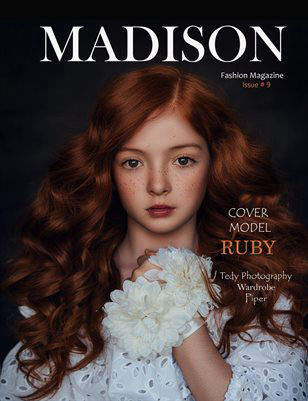 MADISON
Fashion Magazine
Issue # 9
COVER
MODEL
RUBY
Tedy Photography
Wardrobe
Piper